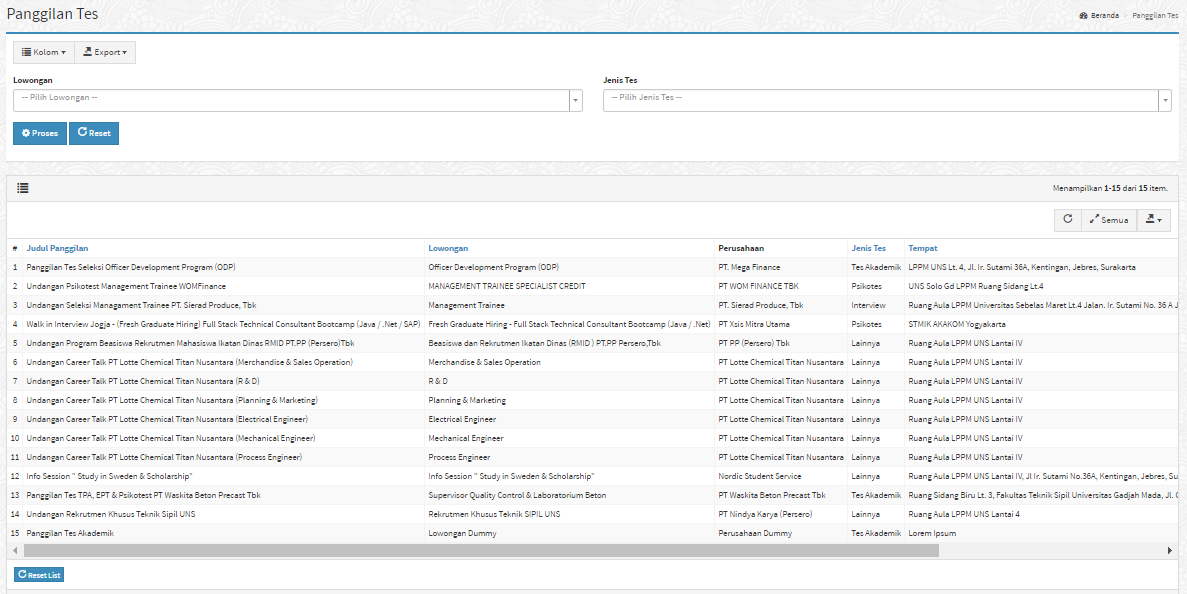 Panggilan Tes
Beranda > Panggilan Tes
Kolom Export
Lowongan Jenis Tes
-- Pilih Lowongan -- -- Pilih Jenis Tes --
Proses Reset
Menampilkan 1-15 dari 15 item.
Semua
# Judul Panggilan Lowongan Perusahaan Jenis Tes Tempat
1 Panggilan Tes Seleksi Officer Development Program (ODP) Officer Development Program (ODP) PT. Mega Finance Tes Akademik LPPM UNS Lt. 4, Jl. Ir. Sutami 36A, Kentingan, Jebres, Surakarta
2 Undangan Psikotest Management Trainee WOMFinance MANAGEMENT TRAINEE SPECIALIST CREDIT PT WOM FINANCE TBK Psikotes UNS Solo Gd LPPM Ruang Sidang Lt.4
3 Undangan Seleksi Managament Trainee PT. Sierad Produce, Tbk Management Trainee PT. Sierad Produce, Tbk Interview Ruang Aula LPPM Universitas Sebelas Maret Lt.4 Jalan. Ir. Sutami No. 36 A J
4 Walk in Interview Jogja - (Fresh Graduate Hiring) Full Stack Technical Consultant Bootcamp (Java / .Net / SAP) Fresh Graduate Hiring - Full Stack Technical Consultant Bootcamp (Java / .Net) PT Xsis Mitra Utama Psikotes STMIK AKAKOM Yogyakarta
5 Undangan Program Beasiswa Rekrutmen Mahasiswa Ikatan Dinas RMID PT.PP (Persero)Tbk Beasiswa dan Rekrutmen Ikatan Dinas (RMID ) PT.PP Persero,Tbk PT PP (Persero) Tbk Lainnya Ruang Aula LPPM UNS Lantai IV
6 Undangan Career Talk PT Lotte Chemical Titan Nusantara (Merchandise & Sales Operation) Merchandise & Sales Operation PT Lotte Chemical Titan Nusantara Lainnya Ruang Aula LPPM UNS Lantai IV
7 Undangan Career Talk PT Lotte Chemical Titan Nusantara (R & D) R & D PT Lotte Chemical Titan Nusantara Lainnya Ruang Aula LPPM UNS Lantai IV
8 Undangan Career Talk PT Lotte Chemical Titan Nusantara (Planning & Marketing) Planning & Marketing PT Lotte Chemical Titan Nusantara Lainnya Ruang Aula LPPM UNS Lantai IV
9 Undangan Career Talk PT Lotte Chemical Titan Nusantara (Electrical Engineer) Electrical Engineer PT Lotte Chemical Titan Nusantara Lainnya Ruang Aula LPPM UNS Lantai IV
10 Undangan Career Talk PT Lotte Chemical Titan Nusantara (Mechanical Engineer) Mechanical Engineer PT Lotte Chemical Titan Nusantara Lainnya Ruang Aula LPPM UNS Lantai IV
11 Undangan Career Talk PT Lotte Chemical Titan Nusantara (Process Engineer) Process Engineer PT Lotte Chemical Titan Nusantara Lainnya Ruang Aula LPPM UNS Lantai IV
12 Info Session " Study in Sweden & Scholarship" Info Session " Study in Sweden & Scholarship" Nordic Student Service Lainnya Ruang Aula LPPM UNS Lantai IV, Jl Ir. Sutami No.36A, Kentingan, Jebres, Su
13 Panggilan Tes TPA, EPT & Psikotest PT Waskita Beton Precast Tbk Supervisor Quality Control & Laboratorium Beton PT Waskita Beton Precast Tbk Tes Akademik Ruang Sidang Biru Lt. 3, Fakultas Teknik Sipil Universitas Gadjah Mada, Jl.
14 Undangan Rekrutmen Khusus Teknik Sipil UNS Rekrutmen Khusus Teknik SIPIL UNS PT Nindya Karya (Persero) Lainnya Ruang Aula LPPM UNS Lantai 4
15 Panggilan Tes Akademik Lowongan Dummy Perusahaan Dummy Tes Akademik Lorem Ipsum
Reset List